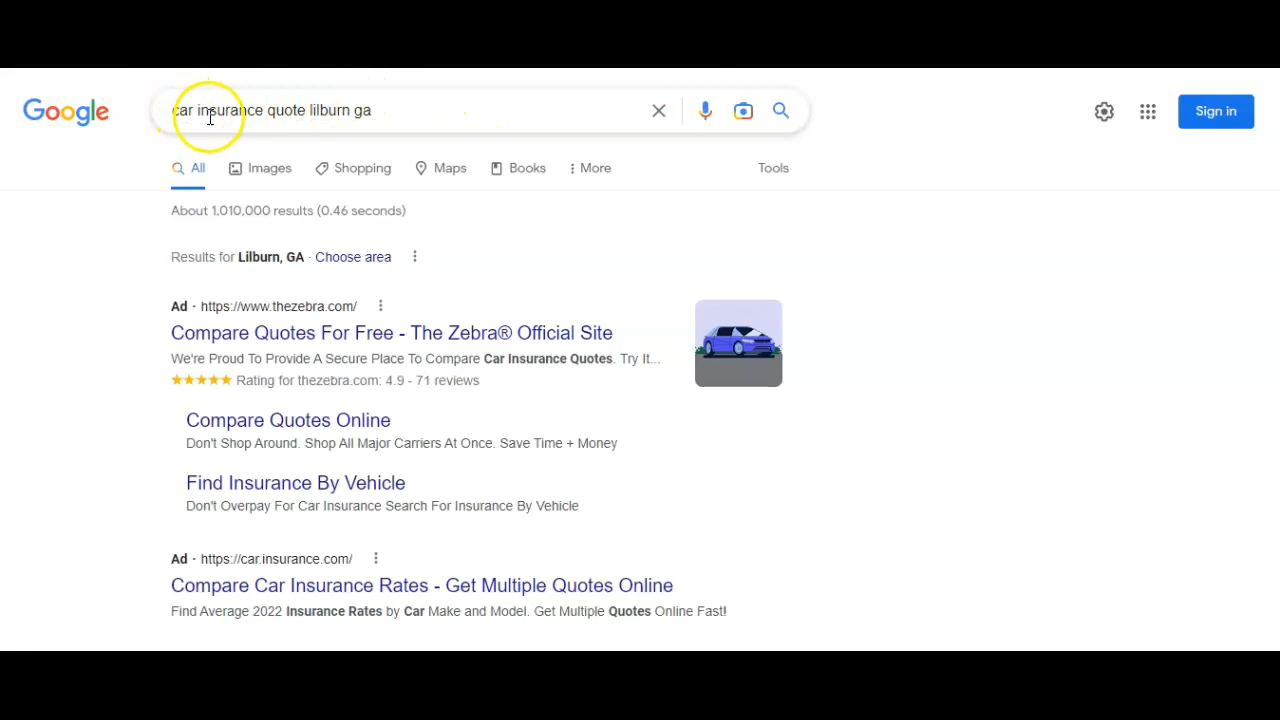 Google
car insurance quote lilburn ga
Sign in
All Images Shopping Maps Books More Tools
About 1,010,000 results (0.46 seconds)
Results for Lilburn, GA · Choose area
Ad · https://www.thezebra.com/
Compare Quotes For Free - The Zebra® Official Site
We're Proud To Provide A Secure Place To Compare Car Insurance Quotes. Try It...
Rating for thezebra.com: 4.9 - 71 reviews
Compare Quotes Online
Don't Shop Around. Shop All Major Carriers At Once. Save Time + Money
Find Insurance By Vehicle
Don't Overpay For Car Insurance Search For Insurance By Vehicle
Ad · https://car.insurance.com/
Compare Car Insurance Rates - Get Multiple Quotes Online
Find Average 2022 Insurance Rates by Car Make and Model. Get Multiple Quotes Online Fast!